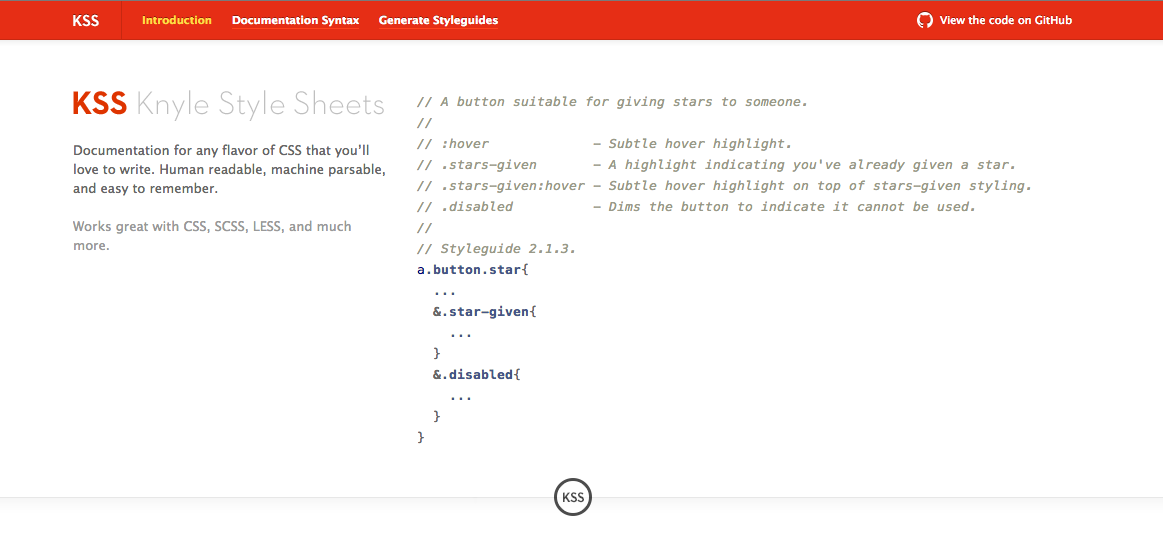 KSS Introduction Documentation Syntax Generate Styleguides View the code on GitHub
KSS Knyle Style Sheets
Documentation for any flavor of CSS that you'll
love to write. Human readable, machine parsable,
and easy to remember.
Works great with CSS, SCSS, LESS, and much
more.
// A button suitable for giving stars to someone.
//
// :hover             – Subtle hover highlight.
// .stars–given       – A highlight indicating you've already given a star.
// .stars–given:hover – Subtle hover highlight on top of stars–given styling.
// .disabled          – Dims the button to indicate it cannot be used.
//
// Styleguide 2.1.3.
a.button.star{
  ...
  &.star–given{
    ...
  }
  &.disabled{
    ...
  }
}
KSS